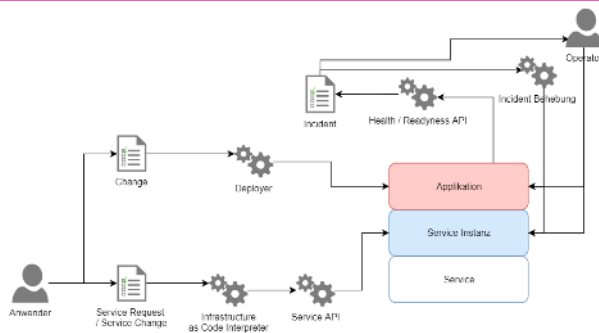 Operator
Incident Behebung
Incident
Health / Readyness API
Change
Deployer
Applikation
Service Instanz
Service
Anwender
Service Request
/ Service Change
Infrastructure
as Code Interpreter
Service API